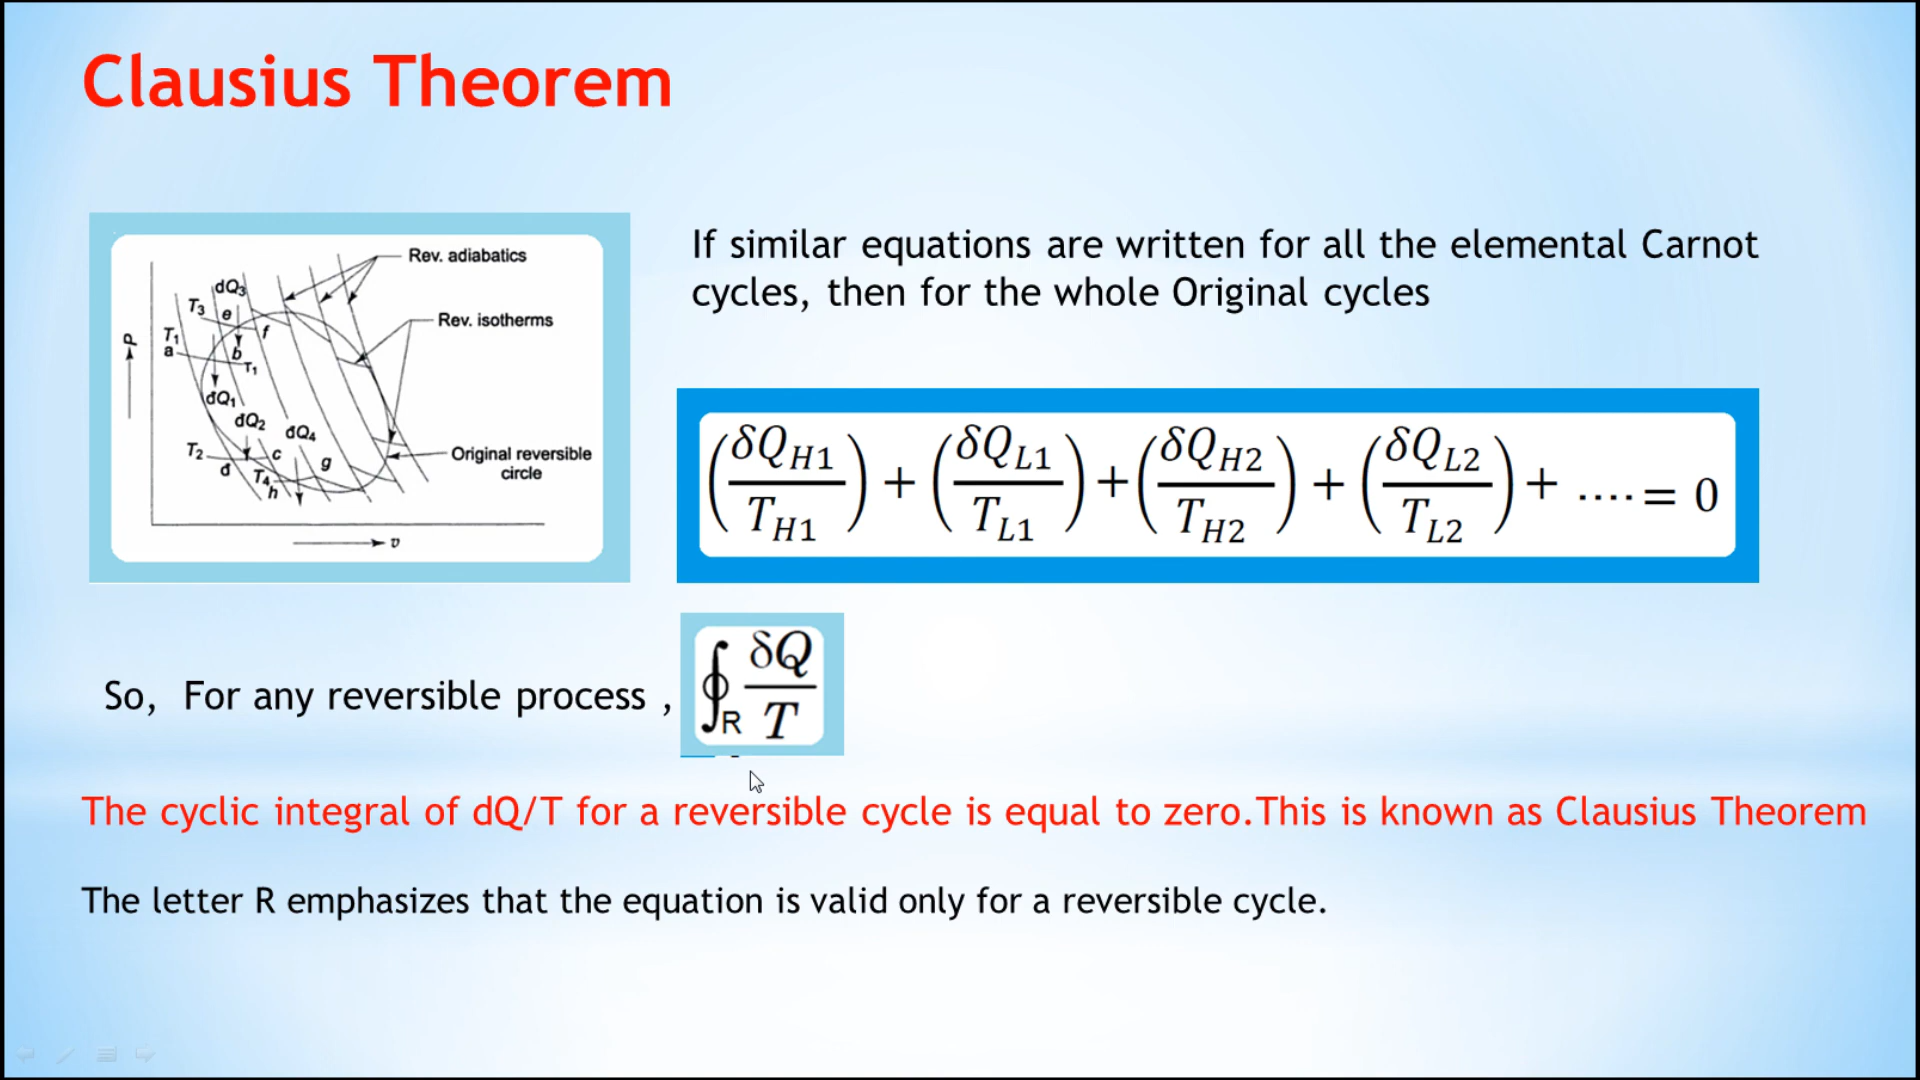 Clausius Theorem
Rev. adiabatics
Rev. isotherms
Original reversible
circle
P
v
dQ3
T3
e
f
T1
a
b
T1
dQ1
dQ2
dQ4
T2
c
d
g
T4
h
If similar equations are written for all the elemental Carnot
cycles, then for the whole Original cycles
(δQH1/TH1) + (δQL1/TL1) +(δQH2/TH2) + (δQL2/TL2) + ....= 0
So, For any reversible process ,
∮R δQ/T
The cyclic integral of dQ/T for a reversible cycle is equal to zero.This is known as Clausius Theorem
The letter R emphasizes that the equation is valid only for a reversible cycle.